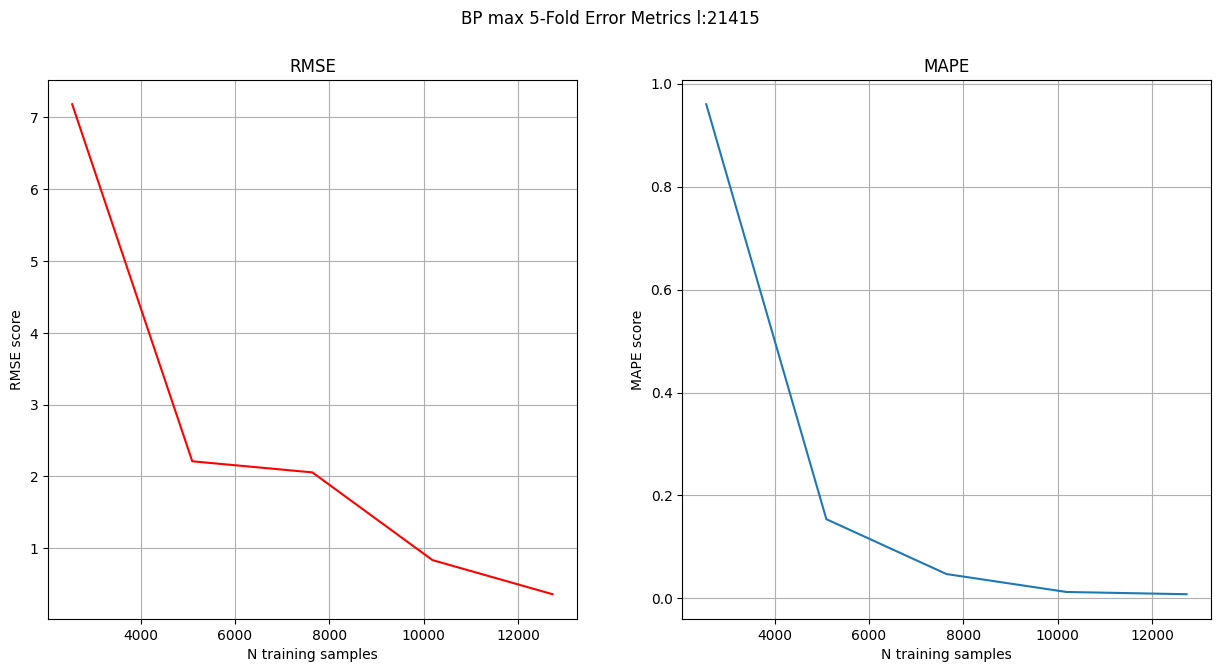 BP max 5-Fold Error Metrics l:21415
RMSE
7
6
5
4
3
2
1
RMSE score
4000 6000 8000 10000 12000
N training samples
MAPE
1.0
0.8
0.6
0.4
0.2
0.0
MAPE score
4000 6000 8000 10000 12000
N training samples